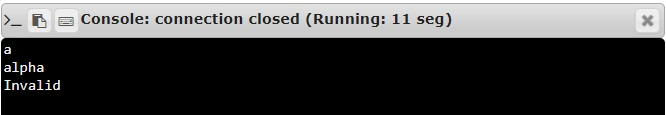 Console: connection closed (Running: 11 seg)
a
alpha
Invalid